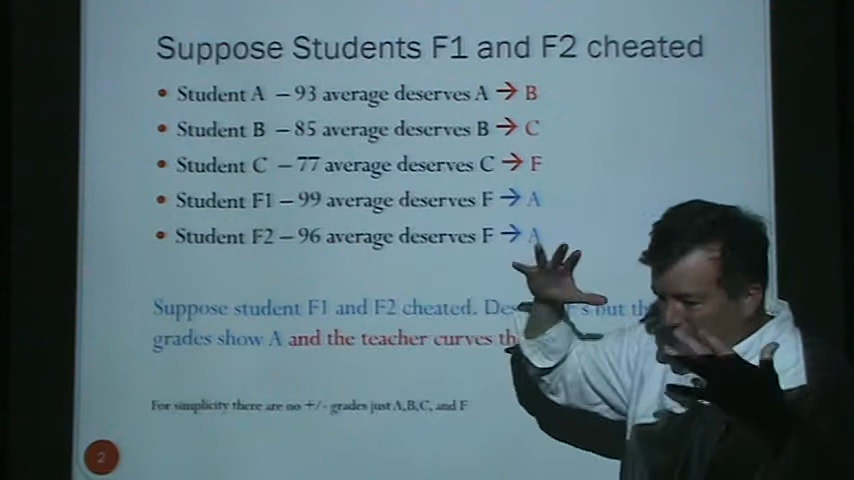 Suppose Students F1 and F2 cheated
• Student A – 93 average deserves A → B
• Student B – 85 average deserves B → C
• Student C – 77 average deserves C → F
• Student F1 – 99 average deserves F → A
• Student F2 – 96 average deserves F → A
Suppose student F1 and F2 cheated. but
grades show A and the teacher curves
For simplicity there are no +/- grades just A,B,C, and F
2